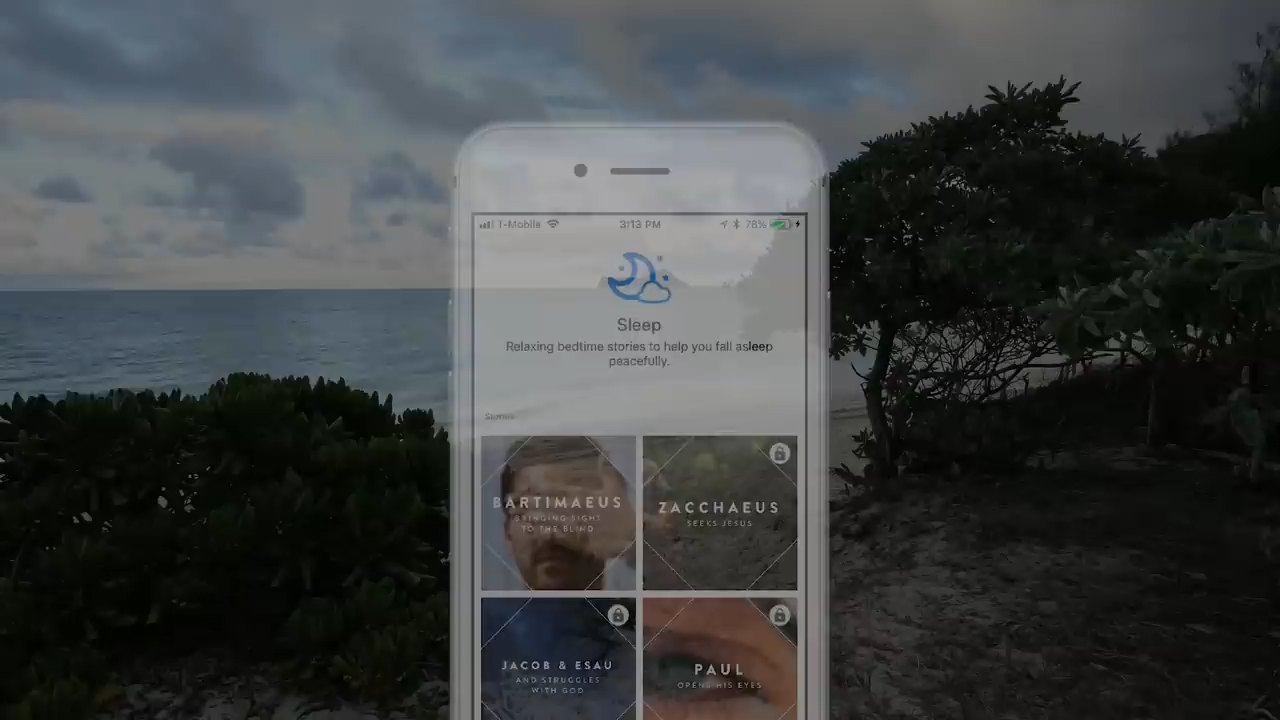 T-Mobile
3:13 PM
78%
Sleep
Relaxing bedtime stories to help you fall asleep
peacefully.
Stories
BARTIMAEUS
BRINGING SIGHT
TO THE BLIND
ZACCHAEUS
SEEKS JESUS
JACOB & ESAU
AND STRUGGLES
WITH GOD
PAUL
OPENS HIS EYES